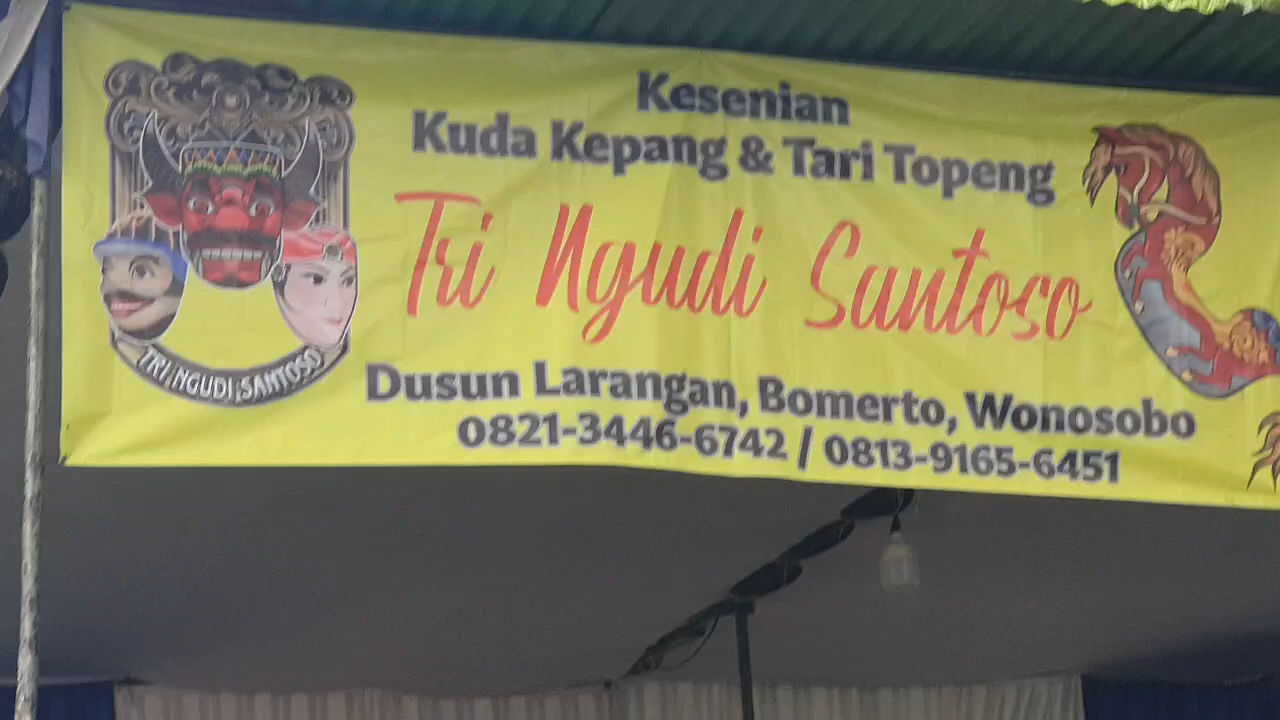 Kesenian
Kuda Kepang & Tari Topeng
Tri Ngudi Santoso
Dusun Larangan, Bomerto, Wonosobo
0821-3446-6742 / 0813-9165-6451
TRI NGUDI SANTOSO